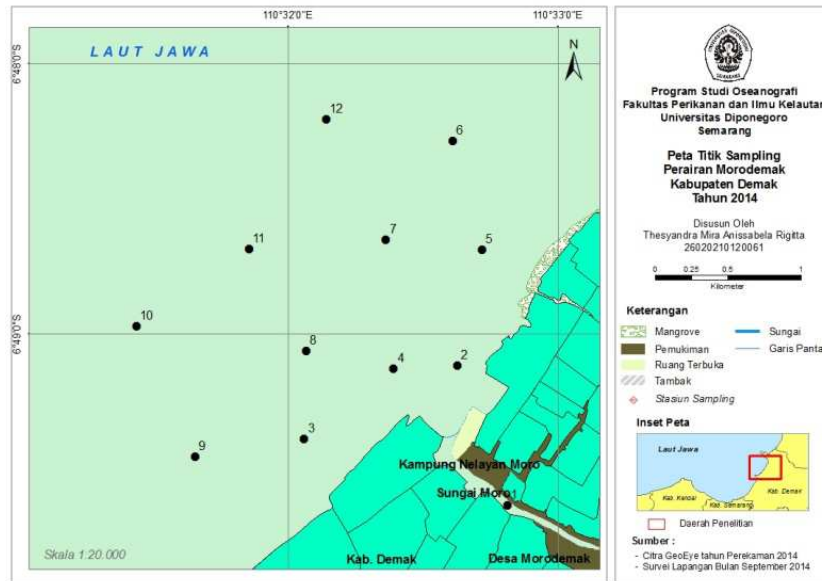 110°32'0"E
110°33'0"E
6°48'0"S
6°49'0"S
LAUT JAWA
N
12
6
7
5
11
10
8
4
2
3
9
Kampung Nelayan Moro
Sungai Moro
1
Kab. Demak
Desa Morodemak
Skala 1:20.000
UNIVERSITAS DIPONEGORO
SEMARANG
Program Studi Oseanografi
Fakultas Perikanan dan Ilmu Kelautan
Universitas Diponegoro
Semarang
Peta Titik Sampling
Perairan Morodemak
Kabupaten Demak
Tahun 2014
Disusun Oleh
Thesyandra Mira Anissabela Rigitta
26020210120061
0 0.25 0.5 1
Kilometer
Keterangan
Mangrove
Sungai
Pemukiman
Garis Panta
Ruang Terbuka
Tambak
Stasiun Sampling
Inset Peta
Laut Jawa
Kab. Demak
Kab. Kendal
Kab. Semarang
Daerah Penelitian
Sumber :
- Citra GeoEye tahun Perekaman 2014
- Survei Lapangan Bulan September 2014